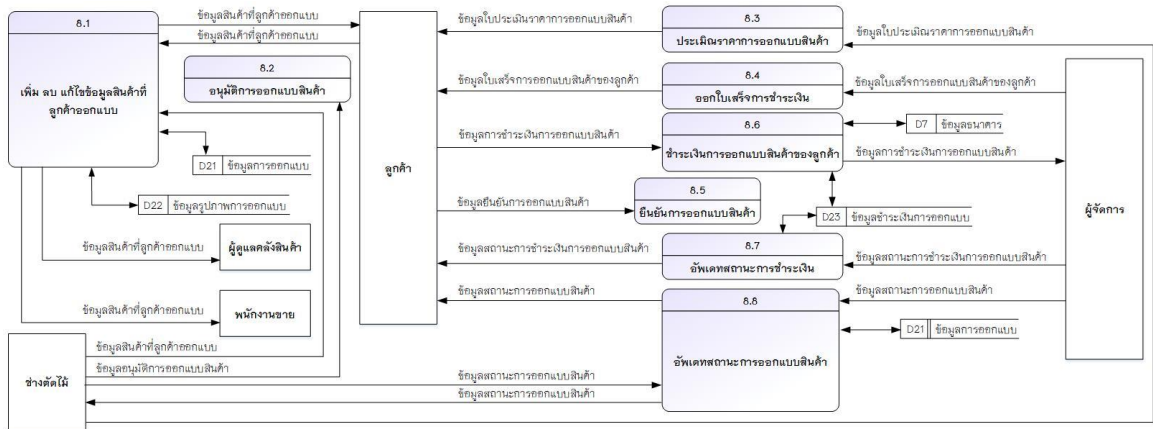 8.1
เพิ่ม ลบ แก้ไขข้อมูลสินค้าที่
ลูกค้าออกแบบ
ข้อมูลสินค้าที่ลูกค้าออกแบบ
ข้อมูลสินค้าที่ลูกค้าออกแบบ
8.2
อนุมัติการออกแบบสินค้า
D21 ข้อมูลการออกแบบ
D22 ข้อมูลรูปภาพการออกแบบ
ข้อมูลสินค้าที่ลูกค้าออกแบบ
ผู้ดูแลคลังสินค้า
ข้อมูลสินค้าที่ลูกค้าออกแบบ
พนักงานขาย
ช่างตัดไม้
ข้อมูลสินค้าที่ลูกค้าออกแบบ
ข้อมูลอนุมัติการออกแบบสินค้า
ลูกค้า
ข้อมูลใบประเมินราคาการออกแบบสินค้า
8.3
ประเมินราคาการออกแบบสินค้า
ข้อมูลใบประเมินราคาการออกแบบสินค้า
ข้อมูลใบเสร็จการออกแบบสินค้าของลูกค้า
8.4
ออกใบเสร็จการชำระเงิน
ข้อมูลใบเสร็จการออกแบบสินค้าของลูกค้า
ข้อมูลการชำระเงินการออกแบบสินค้า
8.6
ชำระเงินการออกแบบสินค้าของลูกค้า
D7 ข้อมูลธนาคาร
ข้อมูลการชำระเงินการออกแบบสินค้า
ข้อมูลยืนยันการออกแบบสินค้า
8.5
ยืนยันการออกแบบสินค้า
D23 ข้อมูลชำระเงินการออกแบบ
ผู้จัดการ
ข้อมูลสถานะการชำระเงินการออกแบบสินค้า
8.7
อัพเดทสถานะการชำระเงิน
ข้อมูลสถานะการชำระเงินการออกแบบสินค้า
ข้อมูลสถานะการออกแบบสินค้า
8.8
อัพเดทสถานะการออกแบบสินค้า
ข้อมูลสถานะการออกแบบสินค้า
D21 ข้อมูลการออกแบบ
ข้อมูลสถานะการออกแบบสินค้า
ข้อมูลสถานะการออกแบบสินค้า